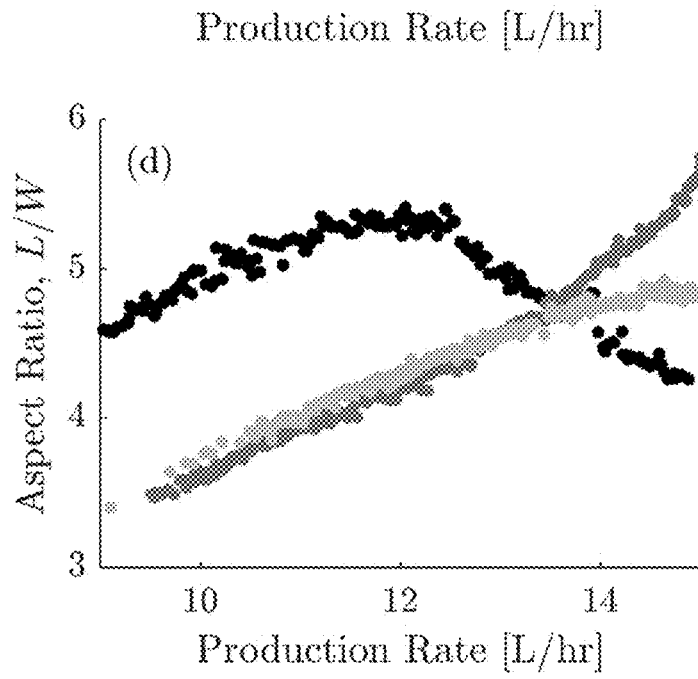 Production Rate [L/hr]
6
(d)
5
4
3
Aspect Ratio, L/W
10 12 14
Production Rate [L/hr]